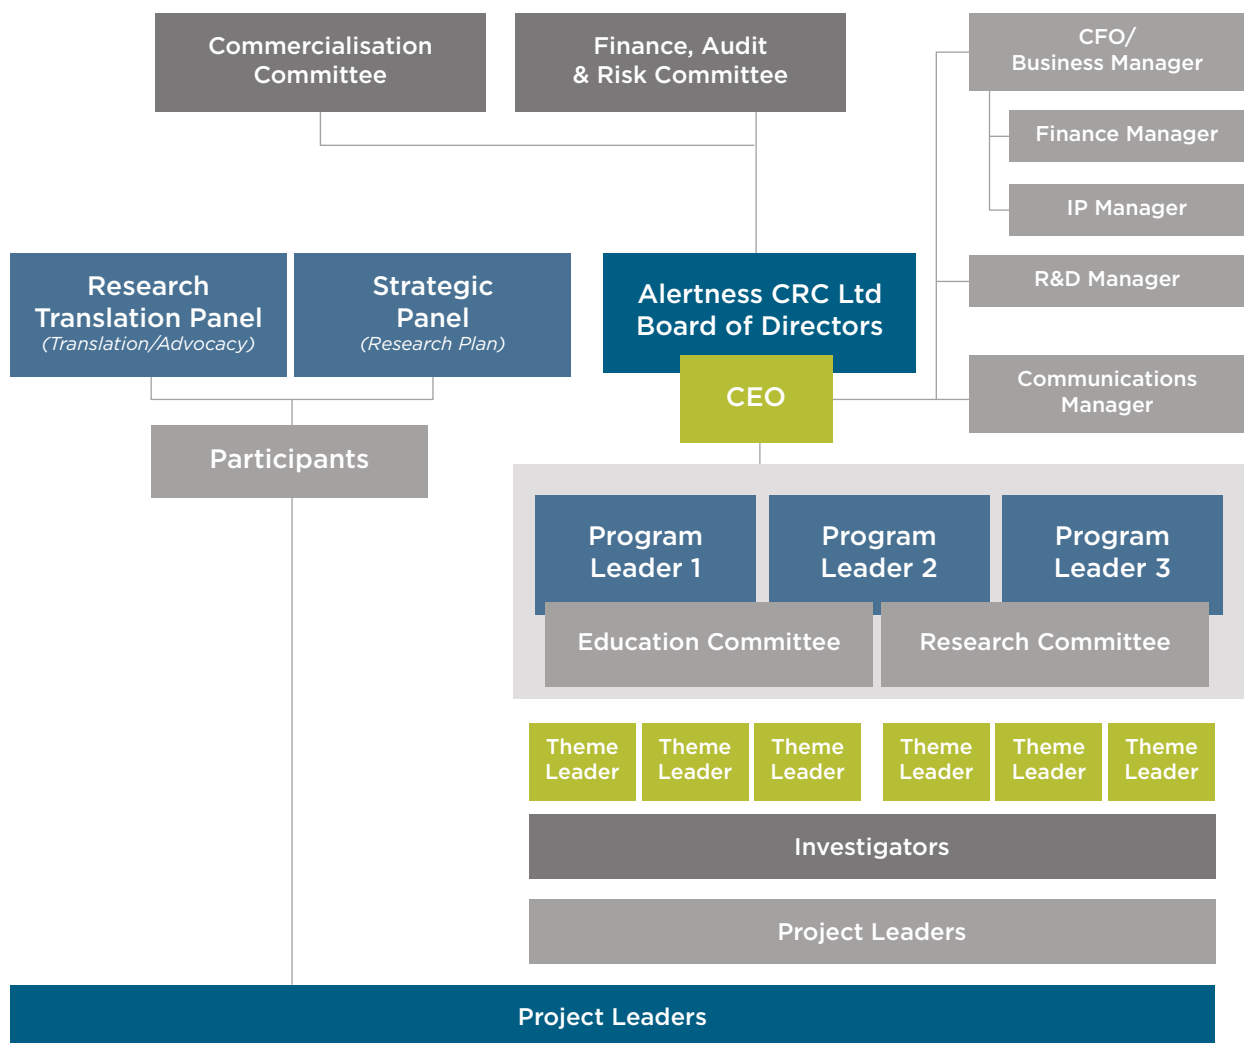 Commercialisation
Committee
Finance, Audit
& Risk Committee
CFO/
Business Manager
Finance Manager
IP Manager
R&D Manager
Communications
Manager
Research
Translation Panel
(Translation/Advocacy)
Strategic
Panel
(Research Plan)
Alertness CRC Ltd
Board of Directors
CEO
Participants
Program
Leader 1
Program
Leader 2
Program
Leader 3
Education Committee
Research Committee
Theme
Leader
Theme
Leader
Theme
Leader
Theme
Leader
Theme
Leader
Theme
Leader
Investigators
Project Leaders
Project Leaders